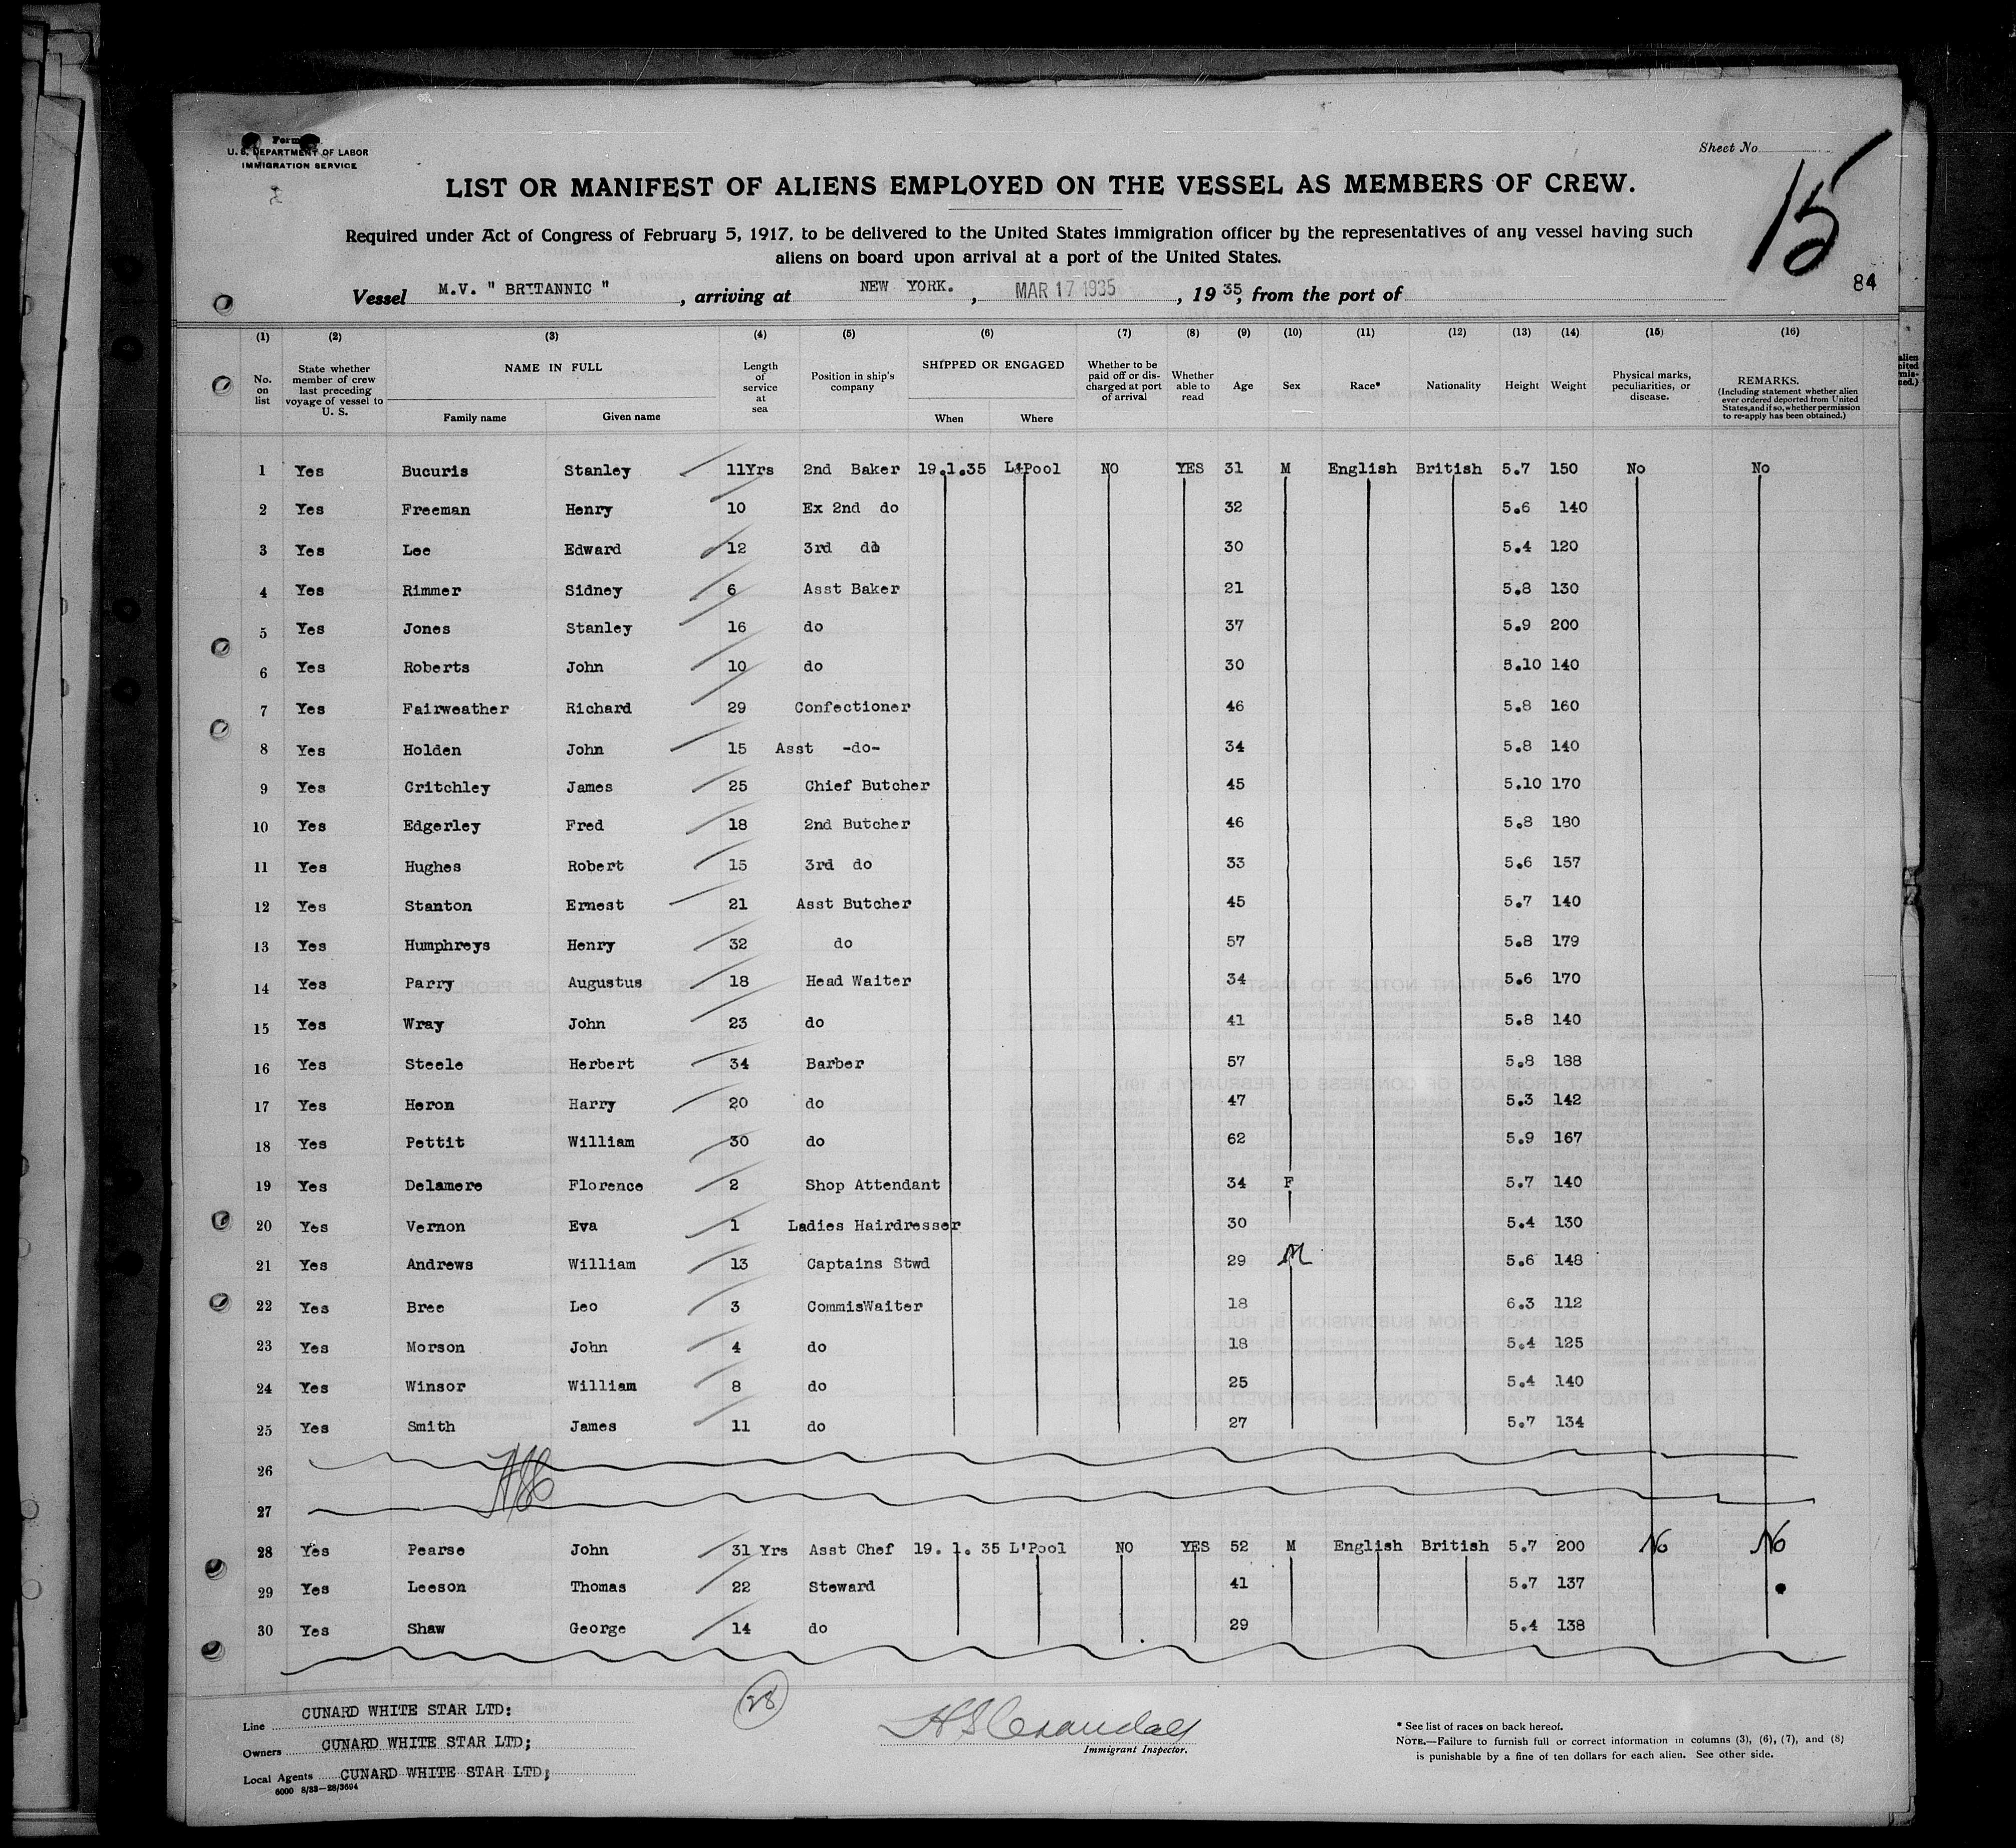 Form
U. S. DEPARTMENT OF LABOR
IMMIGRATION SERVICE
Sheet No
15
LIST OR MANIFEST OF ALIENS EMPLOYED ON THE VESSEL AS MEMBERS OF CREW.
Required under Act of Congress of February 5, 1917, to be delivered to the United States immigration officer by the representatives of any vessel having such
aliens on board upon arrival at a port of the United States.
84
Vessel M.V. " BRITANNIC " , arriving at NEW YORK. , MAR 17 1935 , 19 35, from the port of
(1) (2) (3) (4) (5) (6) (7) (8) (9) (10) (11) (12) (13) (14) (15) (16)
No. on list State whether member of crew last preceding voyage of vessel to U. S. NAME IN FULL Family name Given name Length of service at sea Position in ship's company SHIPPED OR ENGAGED When Where Whether to be paid off or discharged at port of arrival Whether able to read Age Sex Race* Nationality Height Weight Physical marks, peculiarities, or disease. REMARKS. (Including statement whether alien ever ordered deported from United States, and if so, whether permission to re-apply has been obtained.)
1 Yes Bucuris Stanley 11Yrs 2nd Baker 19.1.35 L'Pool NO YES 31 M English British 5.7 150 No No
2 Yes Freeman Henry 10 Ex 2nd do 32 5.6 140
3 Yes Lee Edward 12 3rd do 30 5.4 120
4 Yes Rimmer Sidney 6 Asst Baker 21 5.8 130
5 Yes Jones Stanley 16 do 37 5.9 200
6 Yes Roberts John 10 do 30 5.10 140
7 Yes Fairweather Richard 29 Confectioner 46 5.8 160
8 Yes Holden John 15 Asst -do- 34 5.8 140
9 Yes Critchley James 25 Chief Butcher 45 5.10 170
10 Yes Edgerley Fred 18 2nd Butcher 46 5.8 180
11 Yes Hughes Robert 15 3rd do 33 5.6 157
12 Yes Stanton Ernest 21 Asst Butcher 45 5.7 140
13 Yes Humphreys Henry 32 do 57 5.8 179
14 Yes Parry Augustus 18 Head Waiter 34 5.6 170
15 Yes Wray John 23 do 41 5.8 140
16 Yes Steele Herbert 34 Barber 57 5.8 188
17 Yes Heron Harry 20 do 47 5.3 142
18 Yes Pettit William 30 do 62 5.9 167
19 Yes Delamere Florence 2 Shop Attendant 34 F 5.7 140
20 Yes Vernon Eva 1 Ladies Hairdresser 30 5.4 130
21 Yes Andrews William 13 Captains Stwd 29 M 5.6 148
22 Yes Bree Leo 3 CommisWaiter 18 6.3 112
23 Yes Morson John 4 do 18 5.4 125
24 Yes Winsor William 8 do 25 5.4 140
25 Yes Smith James 11 do 27 5.7 134
26
27
28 Yes Pearse John 31 Yrs Asst Chef 19. 1. 35 L'Pool NO YES 52 M English British 5.7 200 No No
29 Yes Leeson Thomas 22 Steward 41 5.7 137
30 Yes Shaw George 14 do 29 5.4 138
28
Line CUNARD WHITE STAR LTD:
Owners CUNARD WHITE STAR LTD;
Local Agents CUNARD WHITE STAR LTD;
6000 8/33—28/3694
H S Crandall
Immigrant Inspector.
* See list of races on back hereof.
NOTE.—Failure to furnish full or correct information in columns (3), (6), (7), and (8)
is punishable by a fine of ten dollars for each alien. See other side.